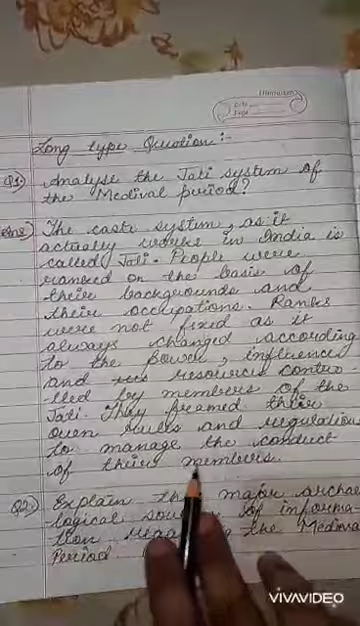 Date
Page
Long type Question:-
Q1) Analyse the Jati system of
the Medival period?
Ans) The caste system, as it
actually works in India is
called Jati. People were
ranked on the basis of
their backgrounds and
their occupations. Ranks
were not fixed as it
always changed according
to the power, influence
and resources contro-
lled by members of the
Jati. They framed their
own rules and regulation
to manage the conduct
of their members.
Q2) Explain the major archae
logical of informa-
tion the Medival
Period
VIVAVIDEO